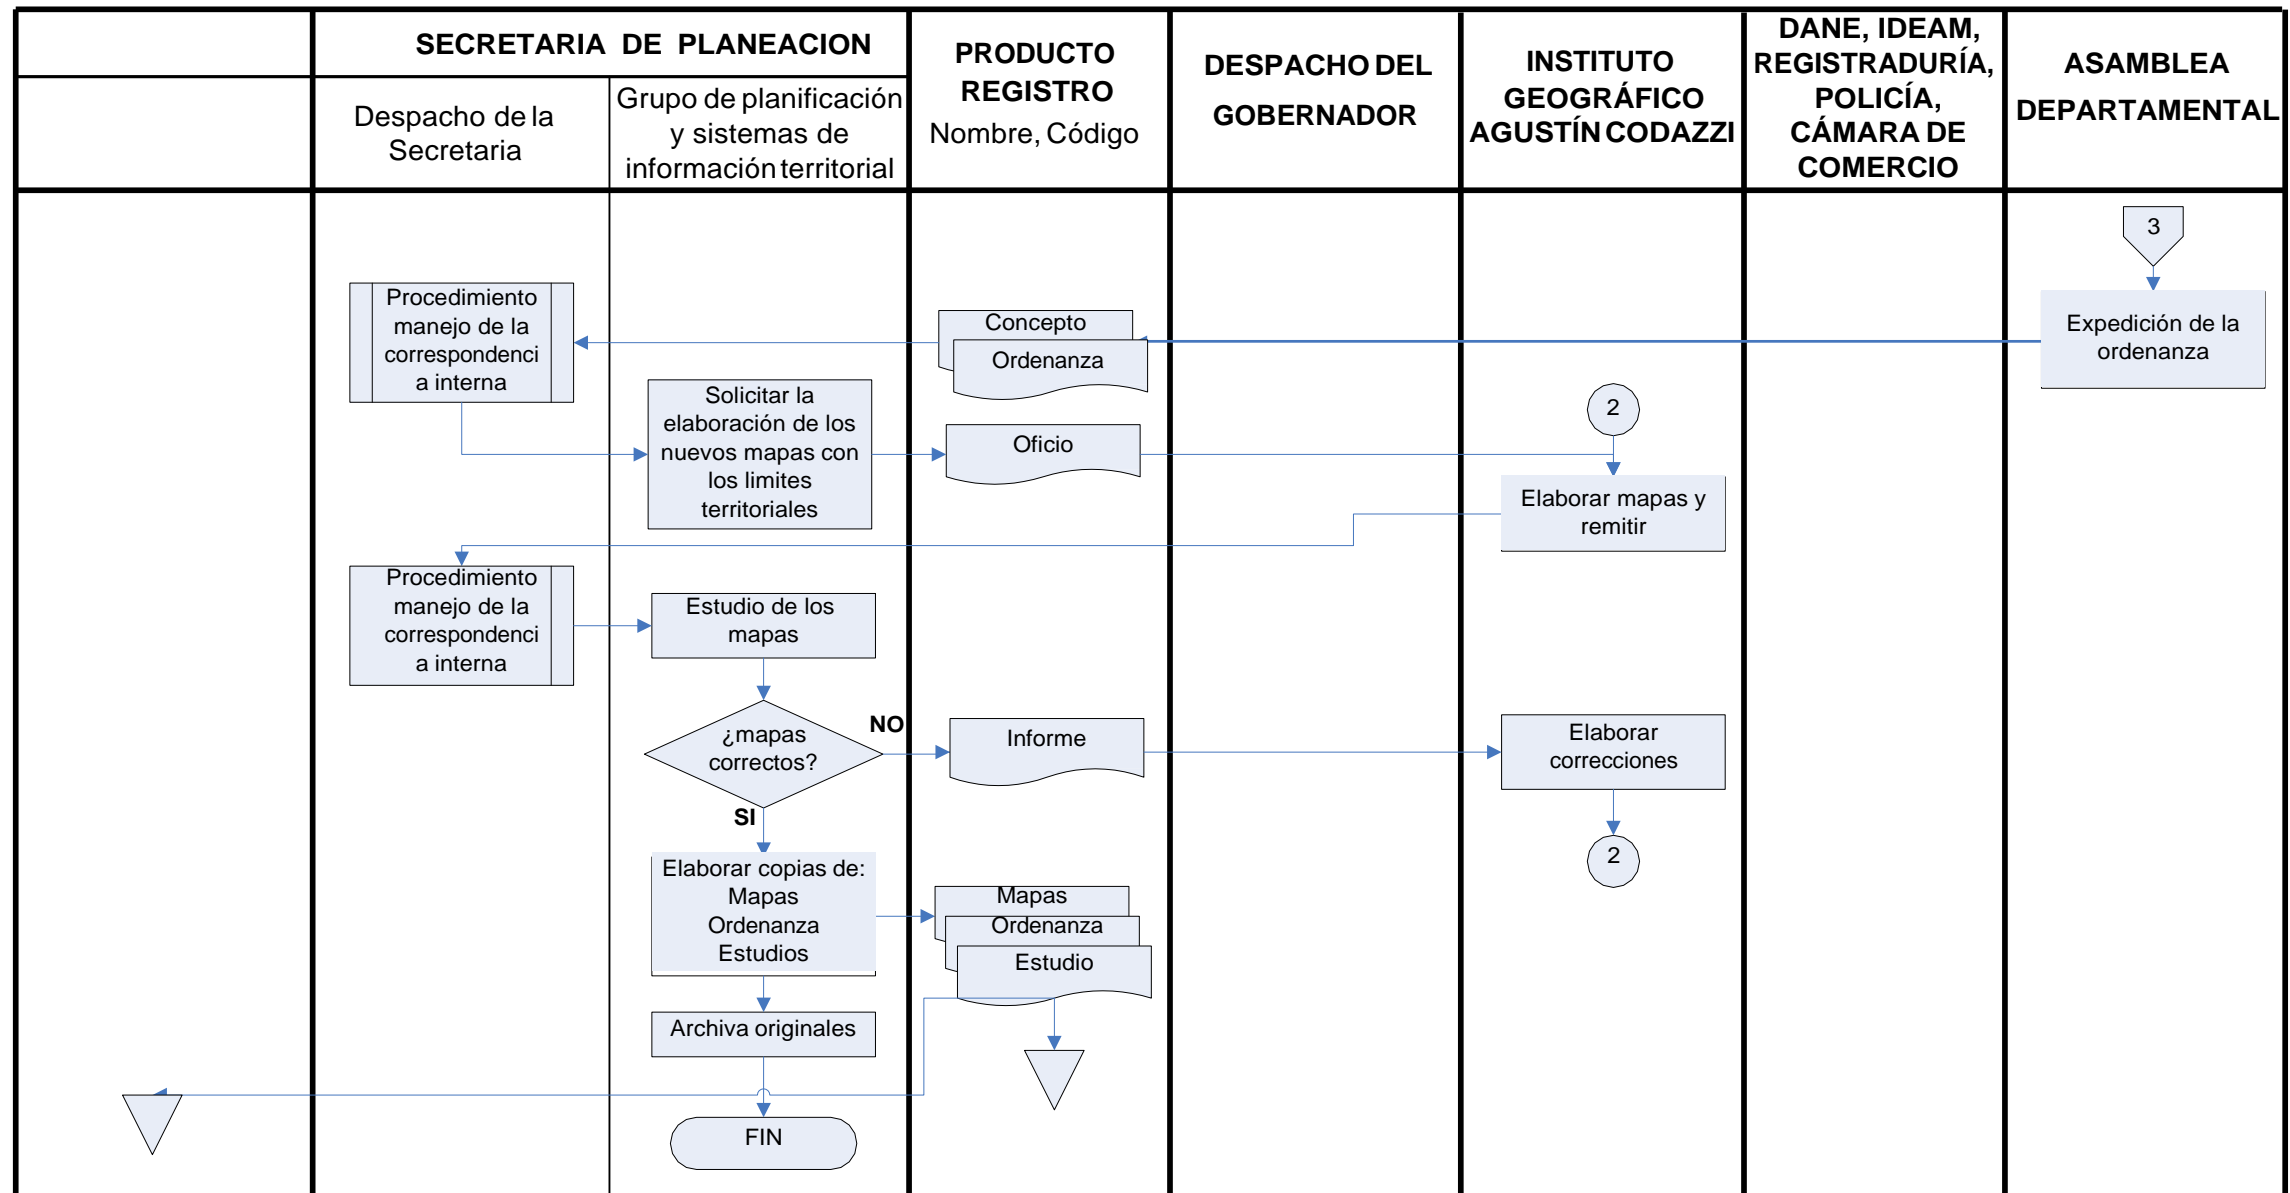 SECRETARIA DE PLANEACION
Despacho de la
Secretaria
Grupo de planificación
y sistemas de
información territorial
PRODUCTO
REGISTRO
Nombre, Código
DESPACHO DEL
GOBERNADOR
INSTITUTO
GEOGRÁFICO
AGUSTÍN CODAZZI
DANE, IDEAM,
REGISTRADURÍA,
POLICÍA,
CÁMARA DE
COMERCIO
ASAMBLEA
DEPARTAMENTAL
3
Expedición de la
ordenanza
Concepto
Ordenanza
Procedimiento
manejo de la
correspondenci
a interna
Solicitar la
elaboración de los
nuevos mapas con
los limites
territoriales
Oficio
2
Elaborar mapas y
remitir
Procedimiento
manejo de la
correspondenci
a interna
Estudio de los
mapas
¿mapas
correctos?
NO
Informe
Elaborar
correcciones
2
SI
Elaborar copias de:
Mapas
Ordenanza
Estudios
Mapas
Ordenanza
Estudio
Archiva originales
FIN